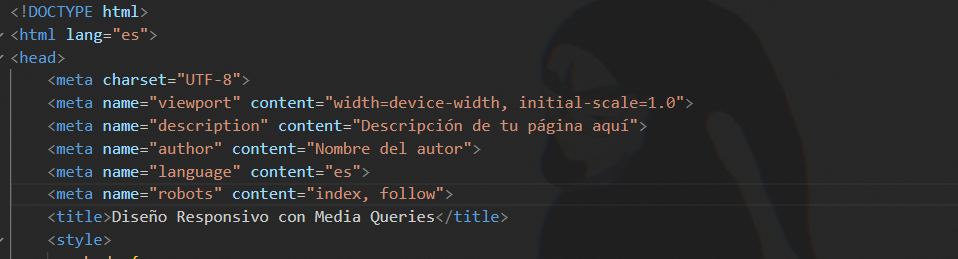 <!DOCTYPE html>
<html lang="es">
<head>
<meta charset="UTF-8">
<meta name="viewport" content="width=device-width, initial-scale=1.0">
<meta name="description" content="Descripción de tu página aquí">
<meta name="author" content="Nombre del autor">
<meta name="language" content="es">
<meta name="robots" content="index, follow">
<title>Diseño Responsivo con Media Queries</title>
<style>